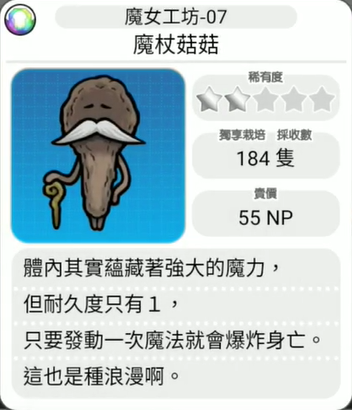 魔女工坊-07
魔杖菇菇
稀有度
獨享栽培 採收數
184 隻
賣價
55 NP
體內其實蘊藏著強大的魔力，
但耐久度只有１，
只要發動一次魔法就會爆炸身亡。
這也是種浪漫啊。